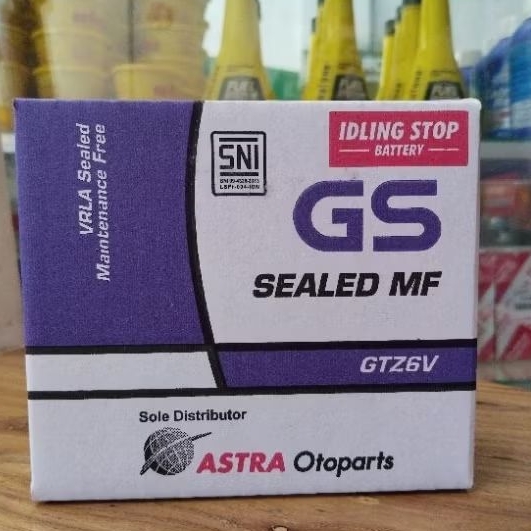 VRLA Sealed
Maintenance Free
SNI
IDLING STOP
BATTERY
GS
SEALED MF
GTZ6V
Sole Distributor
ASTRA Otoparts